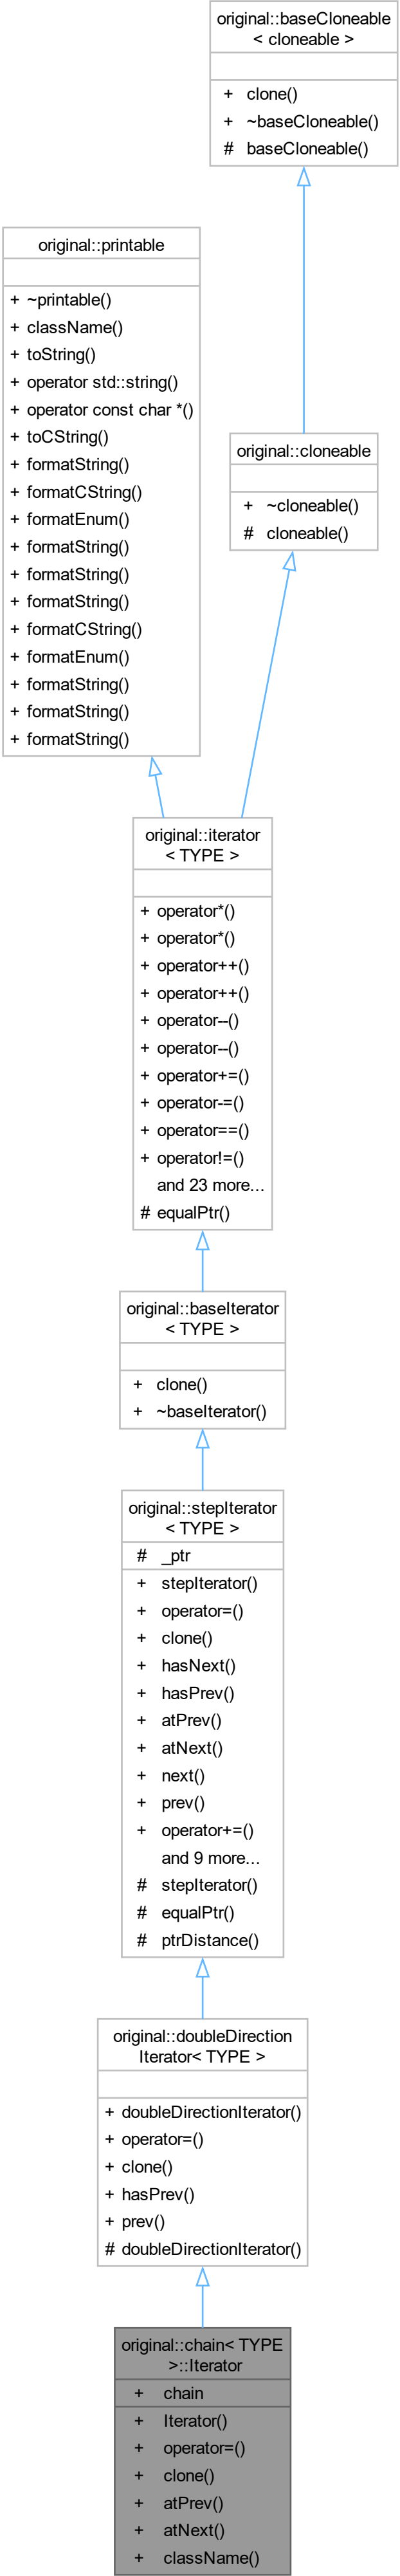 original::baseCloneable
< cloneable >
+ clone()
+ ~baseCloneable()
# baseCloneable()
original::printable
+ ~printable()
+ className()
+ toString()
+ operator std::string()
+ operator const char *()
+ toCString()
+ formatString()
+ formatCString()
+ formatEnum()
+ formatString()
+ formatString()
+ formatString()
+ formatCString()
+ formatEnum()
+ formatString()
+ formatString()
+ formatString()
original::cloneable
+ ~cloneable()
# cloneable()
original::iterator
< TYPE >
+ operator*()
+ operator*()
+ operator++()
+ operator++()
+ operator--()
+ operator--()
+ operator+=()
+ operator-=()
+ operator==()
+ operator!=()
and 23 more...
# equalPtr()
original::baseIterator
< TYPE >
+ clone()
+ ~baseIterator()
original::stepIterator
< TYPE >
# _ptr
+ stepIterator()
+ operator=()
+ clone()
+ hasNext()
+ hasPrev()
+ atPrev()
+ atNext()
+ next()
+ prev()
+ operator+=()
and 9 more...
# stepIterator()
# equalPtr()
# ptrDistance()
original::doubleDirection
Iterator< TYPE >
+ doubleDirectionIterator()
+ operator=()
+ clone()
+ hasPrev()
+ prev()
# doubleDirectionIterator()
original::chain< TYPE
>::Iterator
+ chain
+ Iterator()
+ operator=()
+ clone()
+ atPrev()
+ atNext()
+ className()